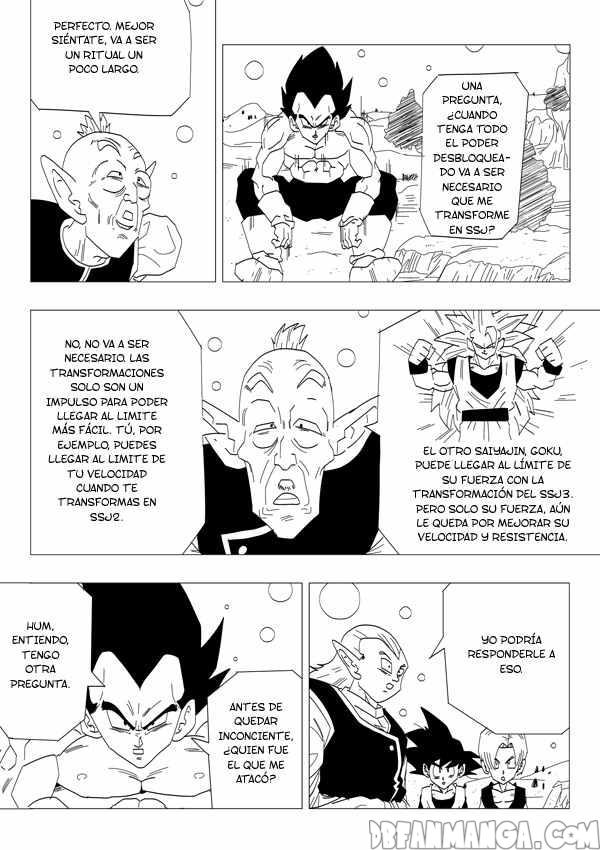 PERFECTO. MEJOR
SIÉNTATE, VA A SER
UN RITUAL UN
POCO LARGO.
UNA
PREGUNTA,
¿CUANDO
TENGA TODO
EL PODER
DESBLOQUEA-
DO VA A SER
NECESARIO
QUE ME
TRANSFORME
EN
SSJ?
NO, NO VA A SER
NECESARIO. LAS
TRANSFORMACIONES
SOLO SON UN
IMPULSO PARA PODER
LLEGAR AL LIMITE
MÁS FÁCIL. TÚ, POR
EJEMPLO, PUEDES
LLEGAR AL LIMITE DE
TU VELOCIDAD
CUANDO TE
TRANSFORMAS EN
SSJ2.
EL OTRO SAIYAJIN, GOKU,
PUEDE LLEGAR AL LÍMITE DE
SU FUERZA CON LA
TRANSFORMACIÓN DEL SSJ3.
PERO SOLO SU FUERZA, AÚN
LE QUEDA POR MEJORAR SU
VELOCIDAD Y RESISTENCIA.
HUM,
ENTIENDO,
TENGO
OTRA
PREGUNTA.
ANTES DE
QUEDAR
INCONCIENTE,
¿QUIEN FUE
EL QUE ME
ATACÓ?
YO PODRÍA
RESPONDERLE A
ESO.
DBFANMANGA.COM